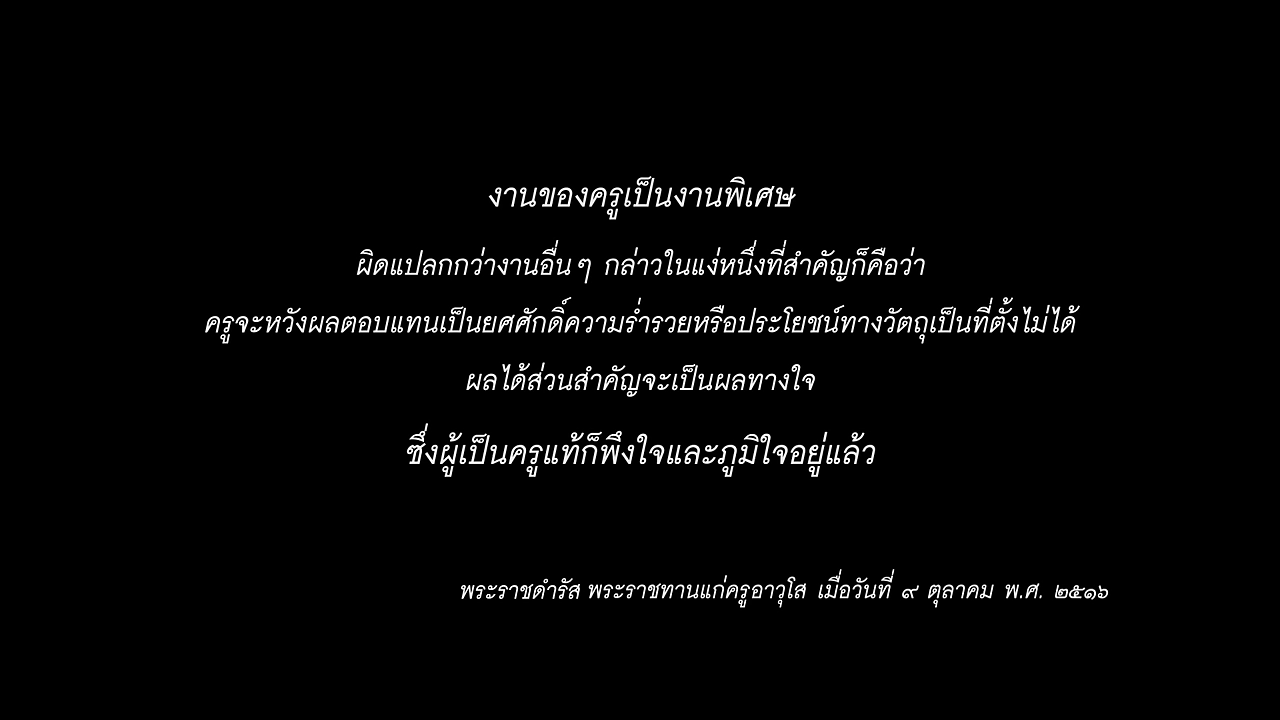 งานของครูเป็นงานพิเศษ
ผิดแปลกกว่างานอื่น ๆ กล่าวในแง่หนึ่งที่สำคัญก็คือว่า
ครูจะหวังผลตอบแทนเป็นยศศักดิ์ความร่ำรวยหรือประโยชน์ทางวัตถุเป็นที่ตั้งไม่ได้
ผลได้ส่วนสำคัญจะเป็นผลทางใจ
ซึ่งผู้เป็นครูแท้ก็พึงใจและภูมิใจอยู่แล้ว
พระราชดำรัส พระราชทานแก่ครูอาวุโส เมื่อวันที่ ๙ ตุลาคม พ.ศ. ๒๕๑๖